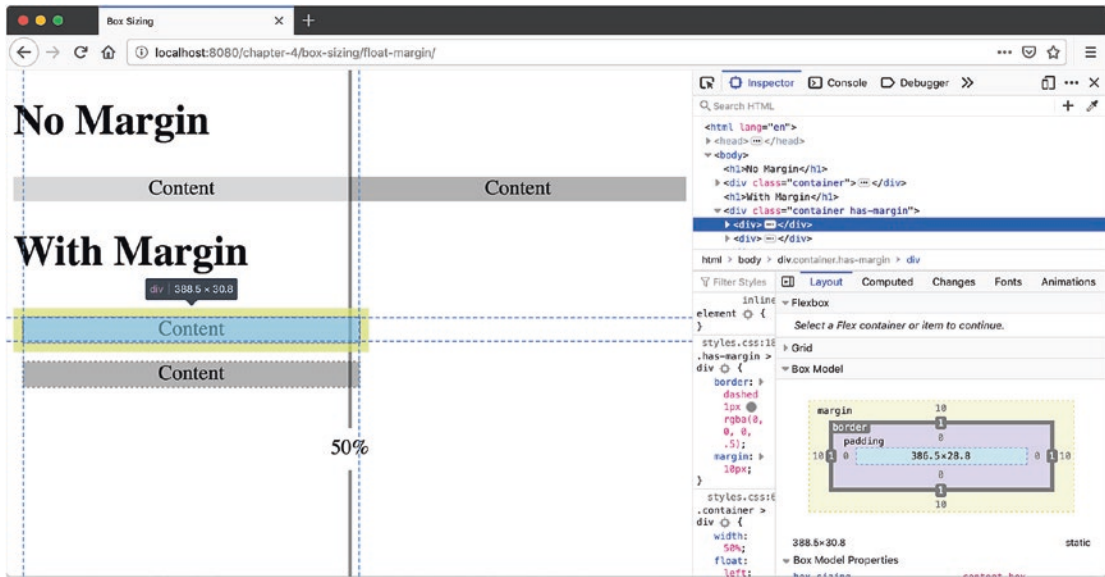 Box Sizing
localhost:8080/chapter-4/box-sizing/float-margin/
No Margin
Content
Content
With Margin
div 388.5 × 30.8
Content
Content
50%
Inspector Console Debugger
Search HTML
<html lang="en">
<head></head>
<body>
<h1>No Margin</h1>
<div class="container"></div>
<h1>With Margin</h1>
<div class="container has-margin">
<div></div>
<div></div>
html > body > div.container.has-margin > div
Filter Styles
Layout Computed Changes Fonts Animations
inline
element {
}
styles.css:18
.has-margin >
div {
border:
dashed
1px
rgba(0,
0, 0,
.5);
margin:
10px;
}
styles.css:6
.container >
div {
width:
50%;
float:
left;
Flexbox
Select a Flex container or item to continue.
Grid
Box Model
margin 10
border 1
padding 0
10 1 0 386.5×28.8 0 1 10
0
1
10
388.5×30.8 static
Box Model Properties
box-sizing content-box